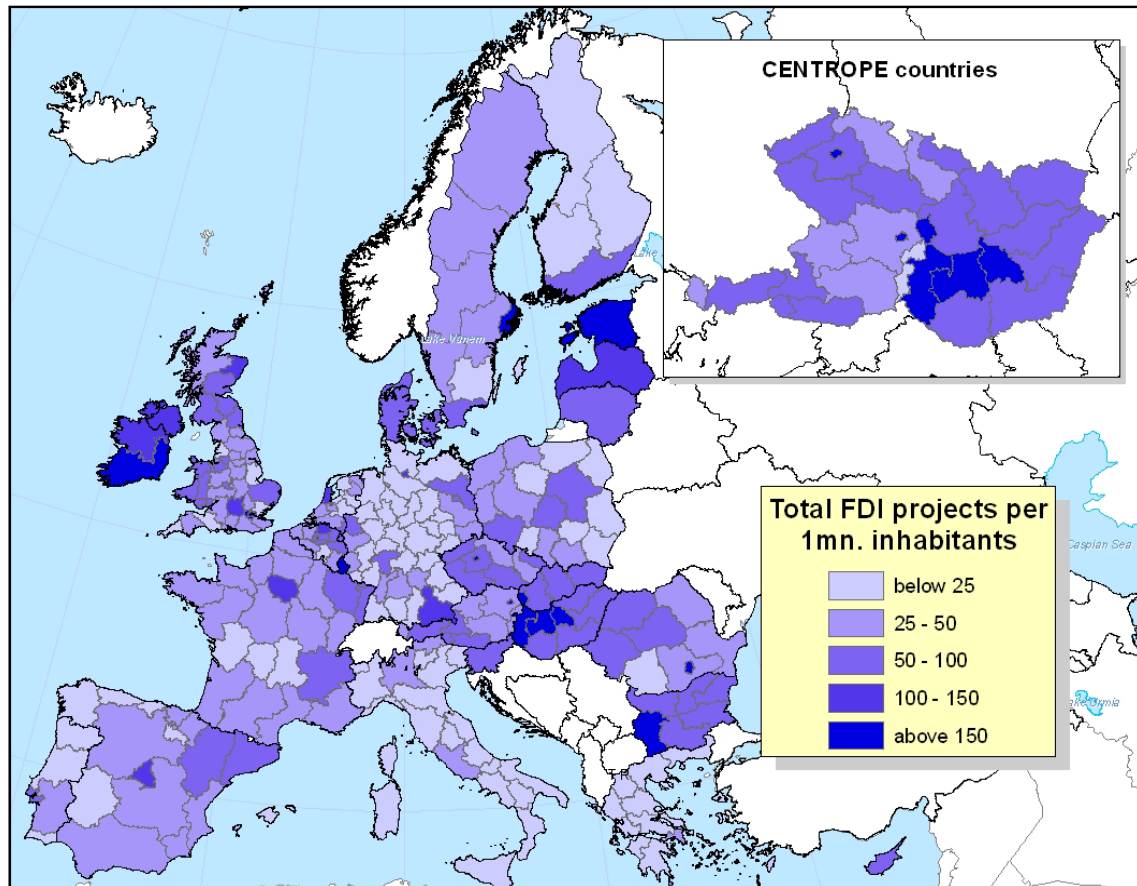 CENTROPE countries
Lake
Lake Vanern
Total FDI projects per
1mn. inhabitants
Caspian Sea
below 25
25 - 50
50 - 100
100 - 150
above 150